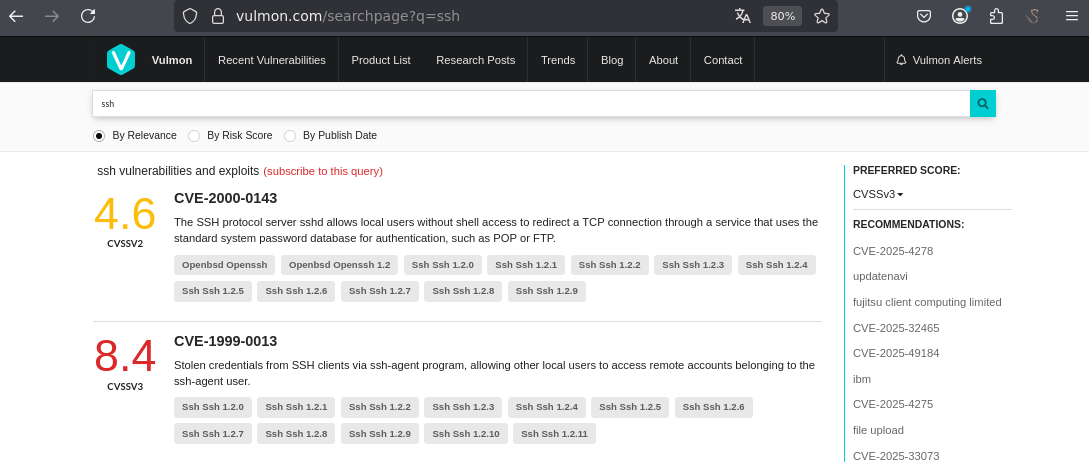 vulmon.com/searchpage?q=ssh
80%
Vulmon
Recent Vulnerabilities
Product List
Research Posts
Trends
Blog
About
Contact
Vulmon Alerts
ssh
By Relevance
By Risk Score
By Publish Date
ssh vulnerabilities and exploits (subscribe to this query)
4.6
CVSSV2
CVE-2000-0143
The SSH protocol server sshd allows local users without shell access to redirect a TCP connection through a service that uses the
standard system password database for authentication, such as POP or FTP.
Openbsd Openssh
Openbsd Openssh 1.2
Ssh Ssh 1.2.0
Ssh Ssh 1.2.1
Ssh Ssh 1.2.2
Ssh Ssh 1.2.3
Ssh Ssh 1.2.4
Ssh Ssh 1.2.5
Ssh Ssh 1.2.6
Ssh Ssh 1.2.7
Ssh Ssh 1.2.8
Ssh Ssh 1.2.9
8.4
CVSSV3
CVE-1999-0013
Stolen credentials from SSH clients via ssh-agent program, allowing other local users to access remote accounts belonging to the
ssh-agent user.
Ssh Ssh 1.2.0
Ssh Ssh 1.2.1
Ssh Ssh 1.2.2
Ssh Ssh 1.2.3
Ssh Ssh 1.2.4
Ssh Ssh 1.2.5
Ssh Ssh 1.2.6
Ssh Ssh 1.2.7
Ssh Ssh 1.2.8
Ssh Ssh 1.2.9
Ssh Ssh 1.2.10
Ssh Ssh 1.2.11
PREFERRED SCORE:
CVSSv3
RECOMMENDATIONS:
CVE-2025-4278
updatenavi
fujitsu client computing limited
CVE-2025-32465
CVE-2025-49184
ibm
CVE-2025-4275
file upload
CVE-2025-33073